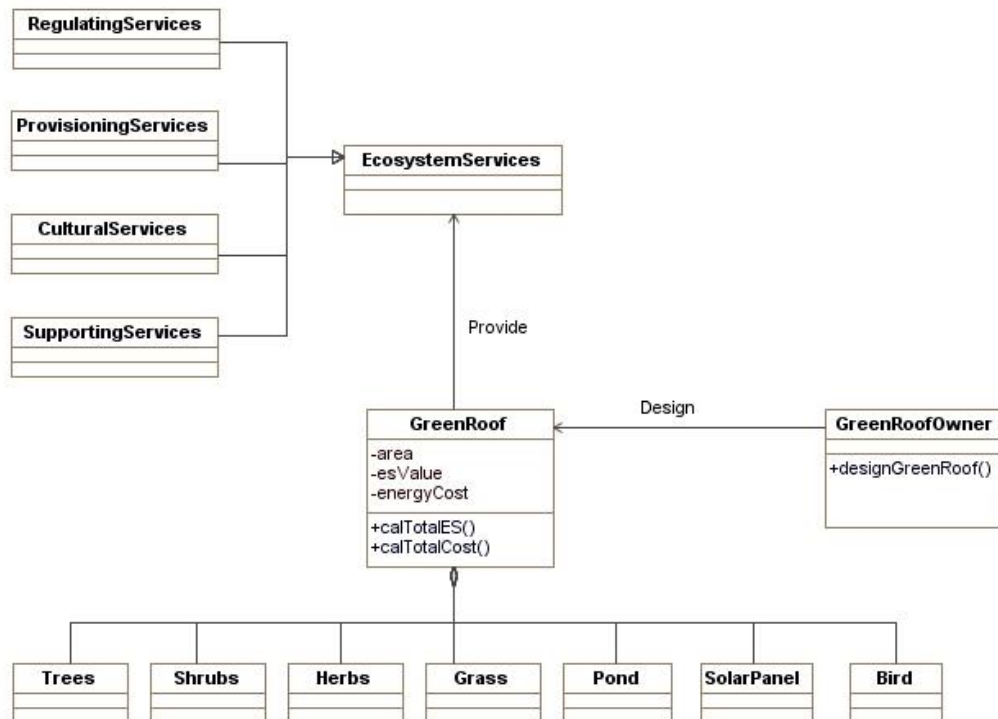 RegulatingServices
ProvisioningServices
EcosystemServices
CulturalServices
SupportingServices
Provide
GreenRoof
-area
-esValue
-energyCost
+calTotalES()
+calTotalCost()
Design
GreenRoofOwner
+designGreenRoof()
Trees
Shrubs
Herbs
Grass
Pond
SolarPanel
Bird